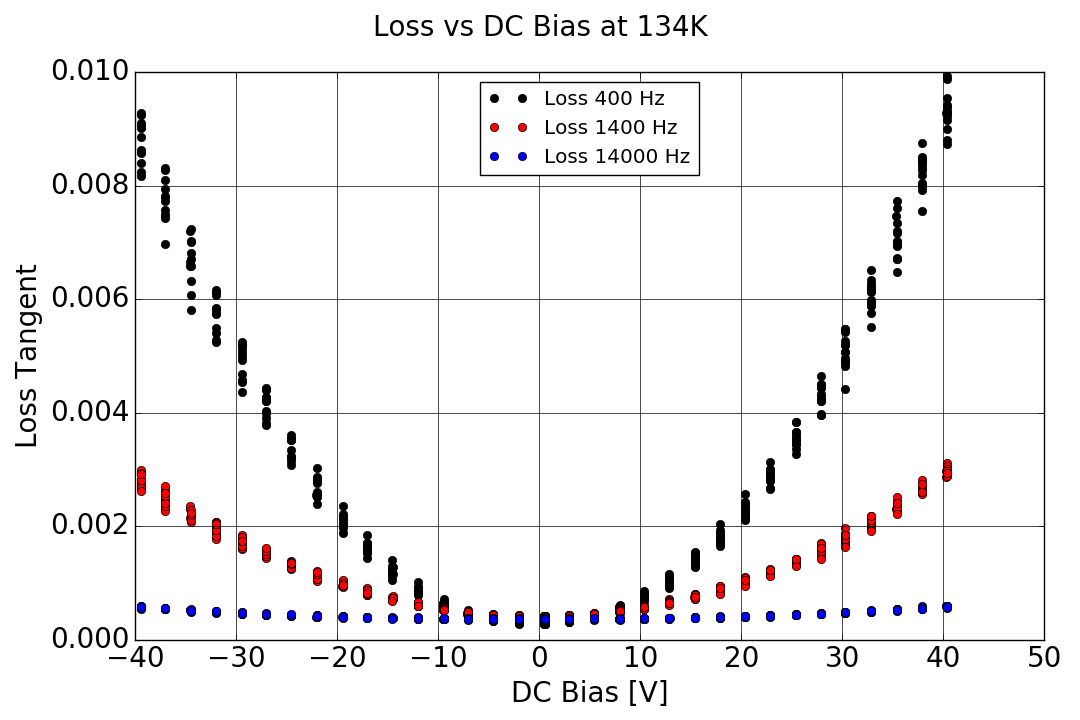 Loss vs DC Bias at 134K
0.010
0.008
0.006
0.004
0.002
0.000
Loss Tangent
Loss 400 Hz
Loss 1400 Hz
Loss 14000 Hz
−40 −30 −20 −10 0 10 20 30 40 50
DC Bias [V]